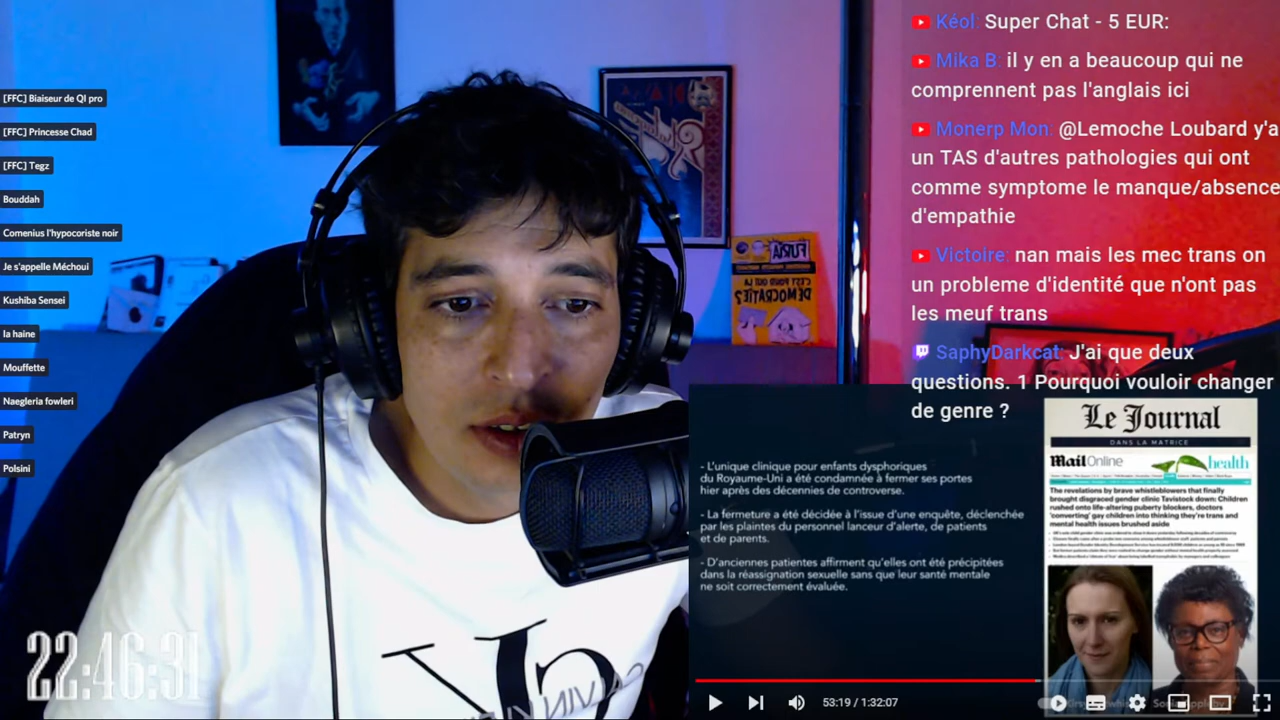 Kéol: Super Chat - 5 EUR:
Mika B: il y en a beaucoup qui ne
comprennent pas l'anglais ici
Monerp Mon: @Lemoche Loubard y'a
un TAS d'autres pathologies qui ont
comme symptome le manque/absence
d'empathie
Victoire: nan mais les mec trans on
un probleme d'identité que n'ont pas
les meuf trans
SaphyDarkcat: J'ai que deux
questions. 1 Pourquoi vouloir changer
de genre ?
[FFC] Biaiseur de QI pro
[FFC] Princesse Chad
[FFC] Tegz
Bouddah
Comenius l'hypocoriste noir
Je s'appelle Méchoui
Kushiba Sensei
la haine
Mouffette
Naegleria fowleri
Patryn
Polsini
FURIA
C'EST POUR QUI LA
DÉMOCRATIE?
22:46:31
- L'unique clinique pour enfants dysphoriques
du Royaume-Uni a été condamnée à fermer ses portes
hier après des décennies de controverse.
- La fermeture a été décidée à l'issue d'une enquête, déclenchée
par les plaintes du personnel lanceur d'alerte, de patients
et de parents.
- D'anciennes patientes affirment qu'elles ont été précipitées
dans la réassignation sexuelle sans que leur santé mentale
ne soit correctement évaluée.
Le Journal
DANS LA MATRICE
MailOnline
health
The revelations by brave whistleblowers that finally
brought disgraced gender clinic Tavistock down: Children
rushed onto life-altering puberty blockers, doctors
'converting' gay children into thinking they're trans and
mental health issues brushed aside
53:19 / 1:32:07